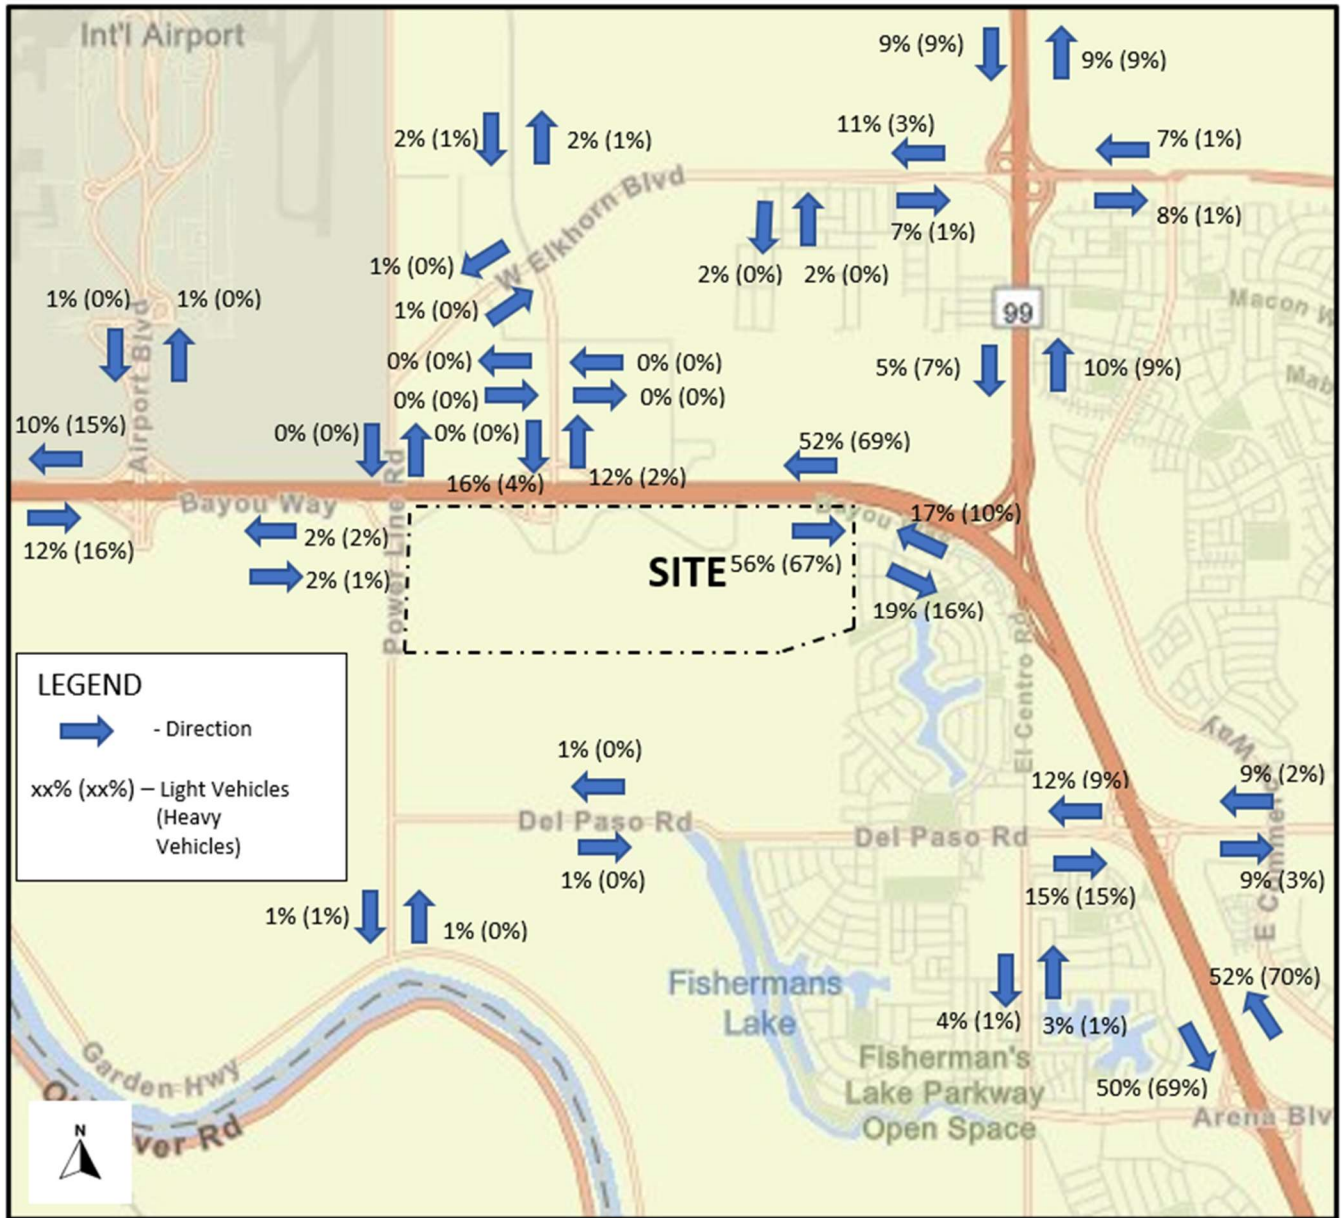 Int'l Airport
9% (9%)
9% (9%)
2% (1%)
2% (1%)
11% (3%)
7% (1%)
W Elkhorn Blvd
7% (1%)
8% (1%)
1% (0%)
2% (0%)
2% (0%)
1% (0%)
1% (0%)
1% (0%)
Macon W
99
Airport Blvd
0% (0%)
0% (0%)
5% (7%)
10% (9%)
Mab
0% (0%)
0% (0%)
10% (15%)
0% (0%)
0% (0%)
52% (69%)
16% (4%)
12% (2%)
Bayou Way
Bayou
17% (10%)
12% (16%)
2% (2%)
2% (1%)
Power Line Rd
SITE
56% (67%)
19% (16%)
El Centro Rd
LEGEND
- Direction
xx% (xx%) – Light Vehicles
(Heavy
Vehicles)
1% (0%)
Way
12% (9%)
9% (2%)
Del Paso Rd
Del Paso Rd
1% (0%)
15% (15%)
9% (3%)
E Commerc
1% (1%)
1% (0%)
Fishermans
Lake
52% (70%)
4% (1%)
3% (1%)
Garden Hwy
Fisherman's
Lake Parkway
Open Space
50% (69%)
Arena Blv
ver Rd
N